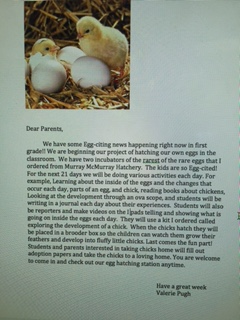 Dear Parents,
We have some Egg-citing news happening right now in first
grade!! We are beginning our project of hatching our own eggs in the
classroom. We have two incubators of the rarest of the rare eggs that I
ordered from Murray McMurray Hatchery. The kids are so Egg-cited!
For the next 21 days we will be doing various activities each day. For
example, Learning about the inside of the eggs and the changes that
occur each day, parts of an egg, and chick, reading books about chickens,
Looking at the development through an ova scope, and students will be
writing in a journal each day about their experiences. Students will also
be reporters and make videos on the Ipads telling and showing what is
going on inside the eggs each day. They will use a kit I ordered called
exploring the development of a chick. When the chicks hatch they will
be placed in a brooder box so the children can watch them grow their
feathers and develop into fluffy little chicks. Last comes the fun part!
Students and parents interested in taking chicks home will fill out
adoption papers and take the chicks to a loving home. You are welcome
to come in and check out our egg hatching station anytime.
Have a great week
Valerie Pugh